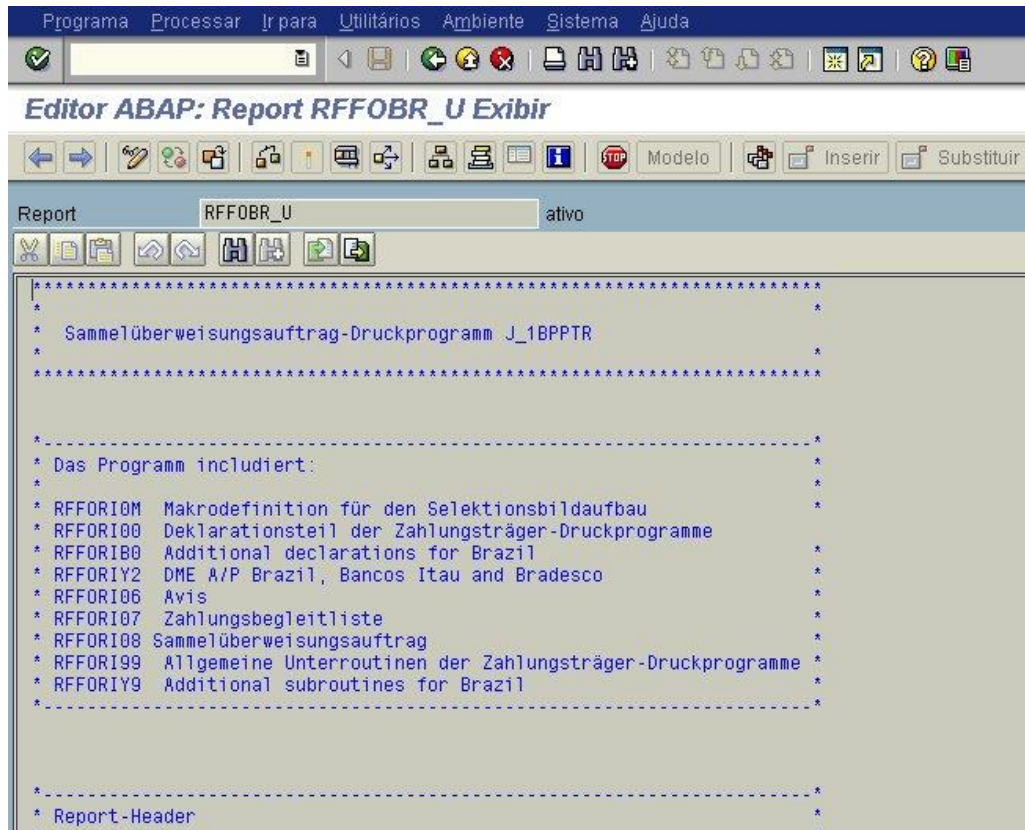 Programa Processar Ir para Utilitários Ambiente Sistema Ajuda
Editor ABAP: Report RFFOBR_U Exibir
Modelo Inserir Substituir
Report RFFOBR_U ativo
*************************************************************************
* *
* Sammelüberweisungsauftrag-Druckprogramm J_1BPPTR
* *
*************************************************************************
*-----------------------------------------------------------------------*
* Das Programm includiert: *
* *
* RFFORI0M Makrodefinition für den Selektionsbildaufbau *
* RFFORI00 Deklarationsteil der Zahlungsträger-Druckprogramme
* RFFORIB0 Additional declarations for Brazil *
* RFFORIY2 DME A/P Brazil, Bancos Itau and Bradesco *
* RFFORI06 Avis *
* RFFORI07 Zahlungsbegleitliste *
* RFFORI08 Sammelüberweisungsauftrag *
* RFFORI99 Allgemeine Unterroutinen der Zahlungsträger-Druckprogramme *
* RFFORIY9 Additional subroutines for Brazil *
*-----------------------------------------------------------------------*
*-----------------------------------------------------------------------*
* Report-Header *